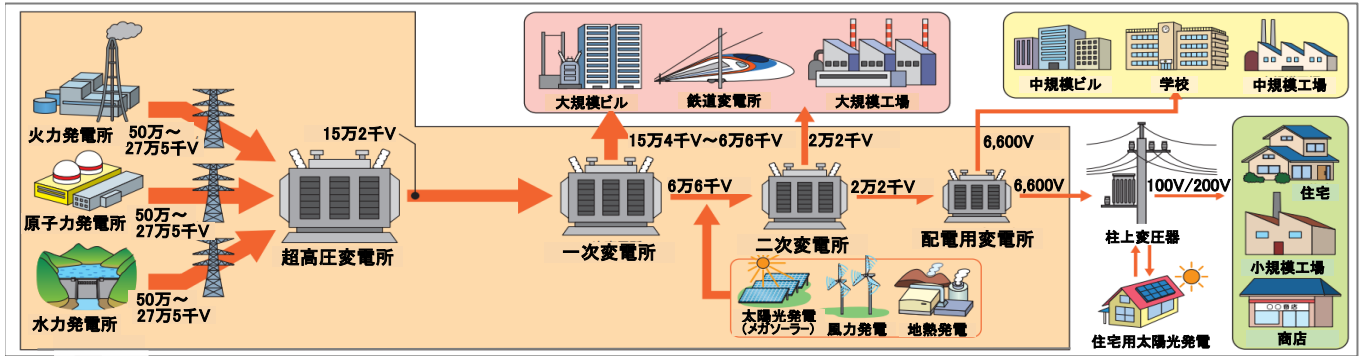 火力発電所
50万～
27万5千V
原子力発電所
50万～
27万5千V
水力発電所
50万～
27万5千V
超高圧変電所
15万2千V
大規模ビル
鉄道変電所
大規模工場
15万4千V～6万6千V
一次変電所
6万6千V
2万2千V
二次変電所
2万2千V
太陽光発電
(メガソーラー)
風力発電
地熱発電
中規模ビル
学校
中規模工場
6,600V
配電用変電所
6,600V
柱上変圧器
100V/200V
住宅用太陽光発電
住宅
小規模工場
〇〇商店
商店